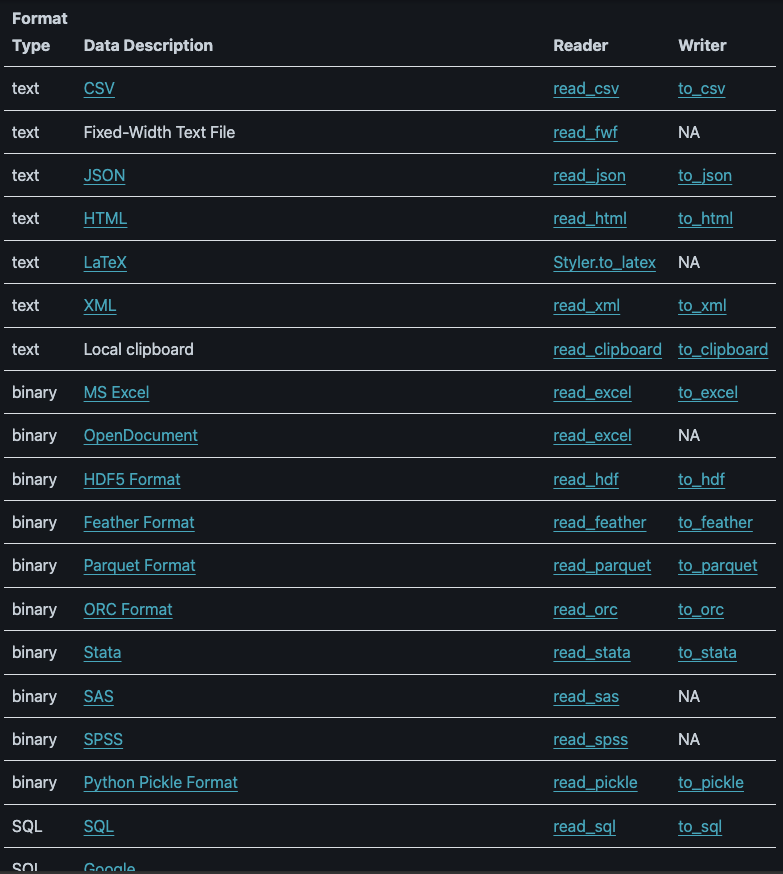 Format
Type Data Description Reader Writer
text CSV read_csv to_csv
text Fixed-Width Text File read_fwf NA
text JSON read_json to_json
text HTML read_html to_html
text LaTeX Styler.to_latex NA
text XML read_xml to_xml
text Local clipboard read_clipboard to_clipboard
binary MS Excel read_excel to_excel
binary OpenDocument read_excel NA
binary HDF5 Format read_hdf to_hdf
binary Feather Format read_feather to_feather
binary Parquet Format read_parquet to_parquet
binary ORC Format read_orc to_orc
binary Stata read_stata to_stata
binary SAS read_sas NA
binary SPSS read_spss NA
binary Python Pickle Format read_pickle to_pickle
SQL SQL read_sql to_sql
SQL Google